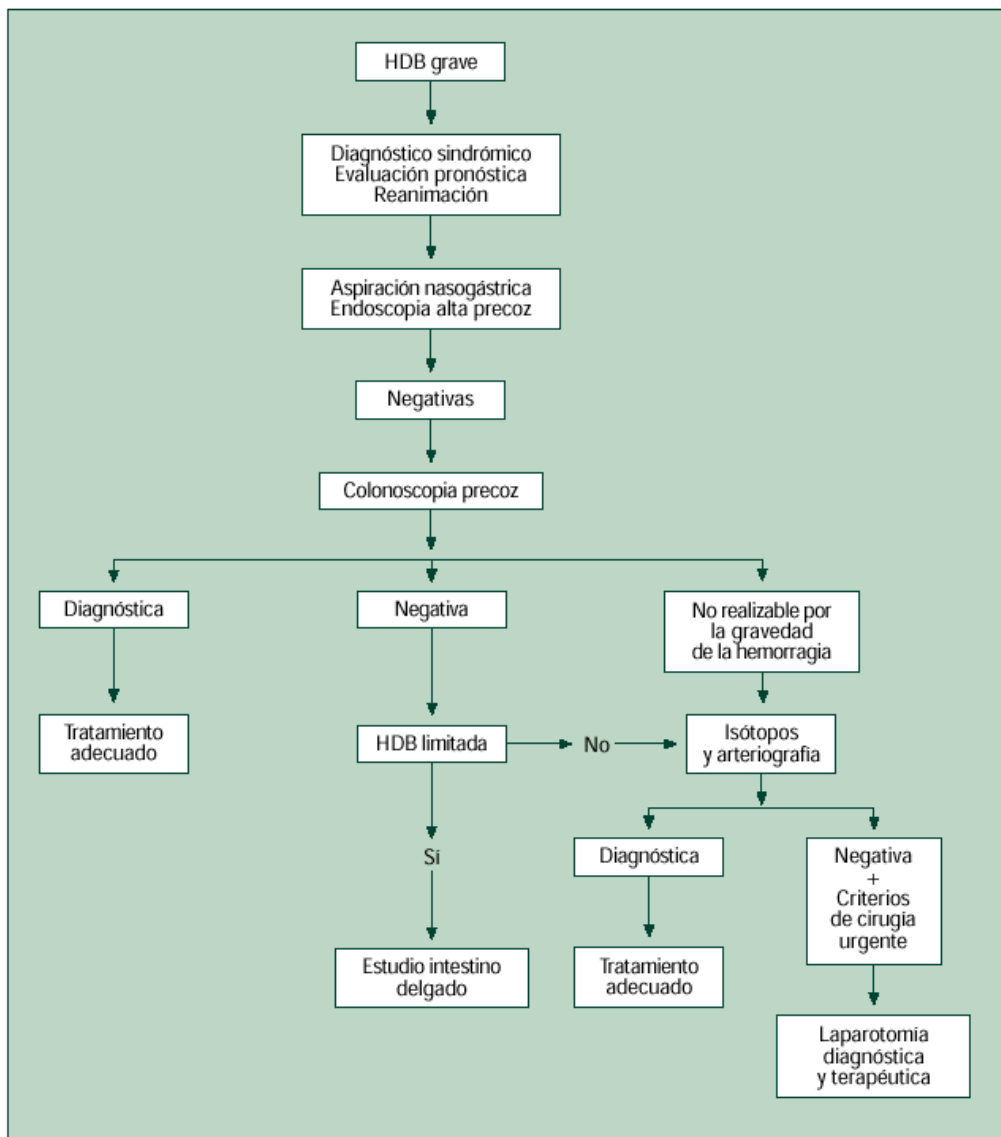 HDB grave
Diagnóstico sindrómico
Evaluación pronóstica
Reanimación
Aspiración nasogástrica
Endoscopia alta precoz
Negativas
Colonoscopia precoz
Diagnóstica
Negativa
No realizable por
la gravedad
de la hemorragia
Tratamiento
adecuado
HDB limitada
No
Isótopos
y arteriografía
Sí
Diagnóstica
Negativa
+
Criterios
de cirugía
urgente
Estudio intestino
delgado
Tratamiento
adecuado
Laparotomía
diagnóstica
y terapéutica